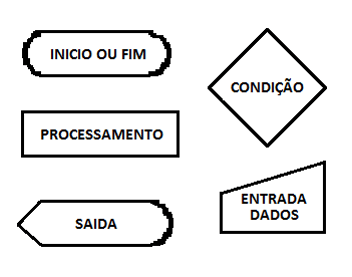 INICIO OU FIM
CONDIÇÃO
PROCESSAMENTO
SAIDA
ENTRADA
DADOS